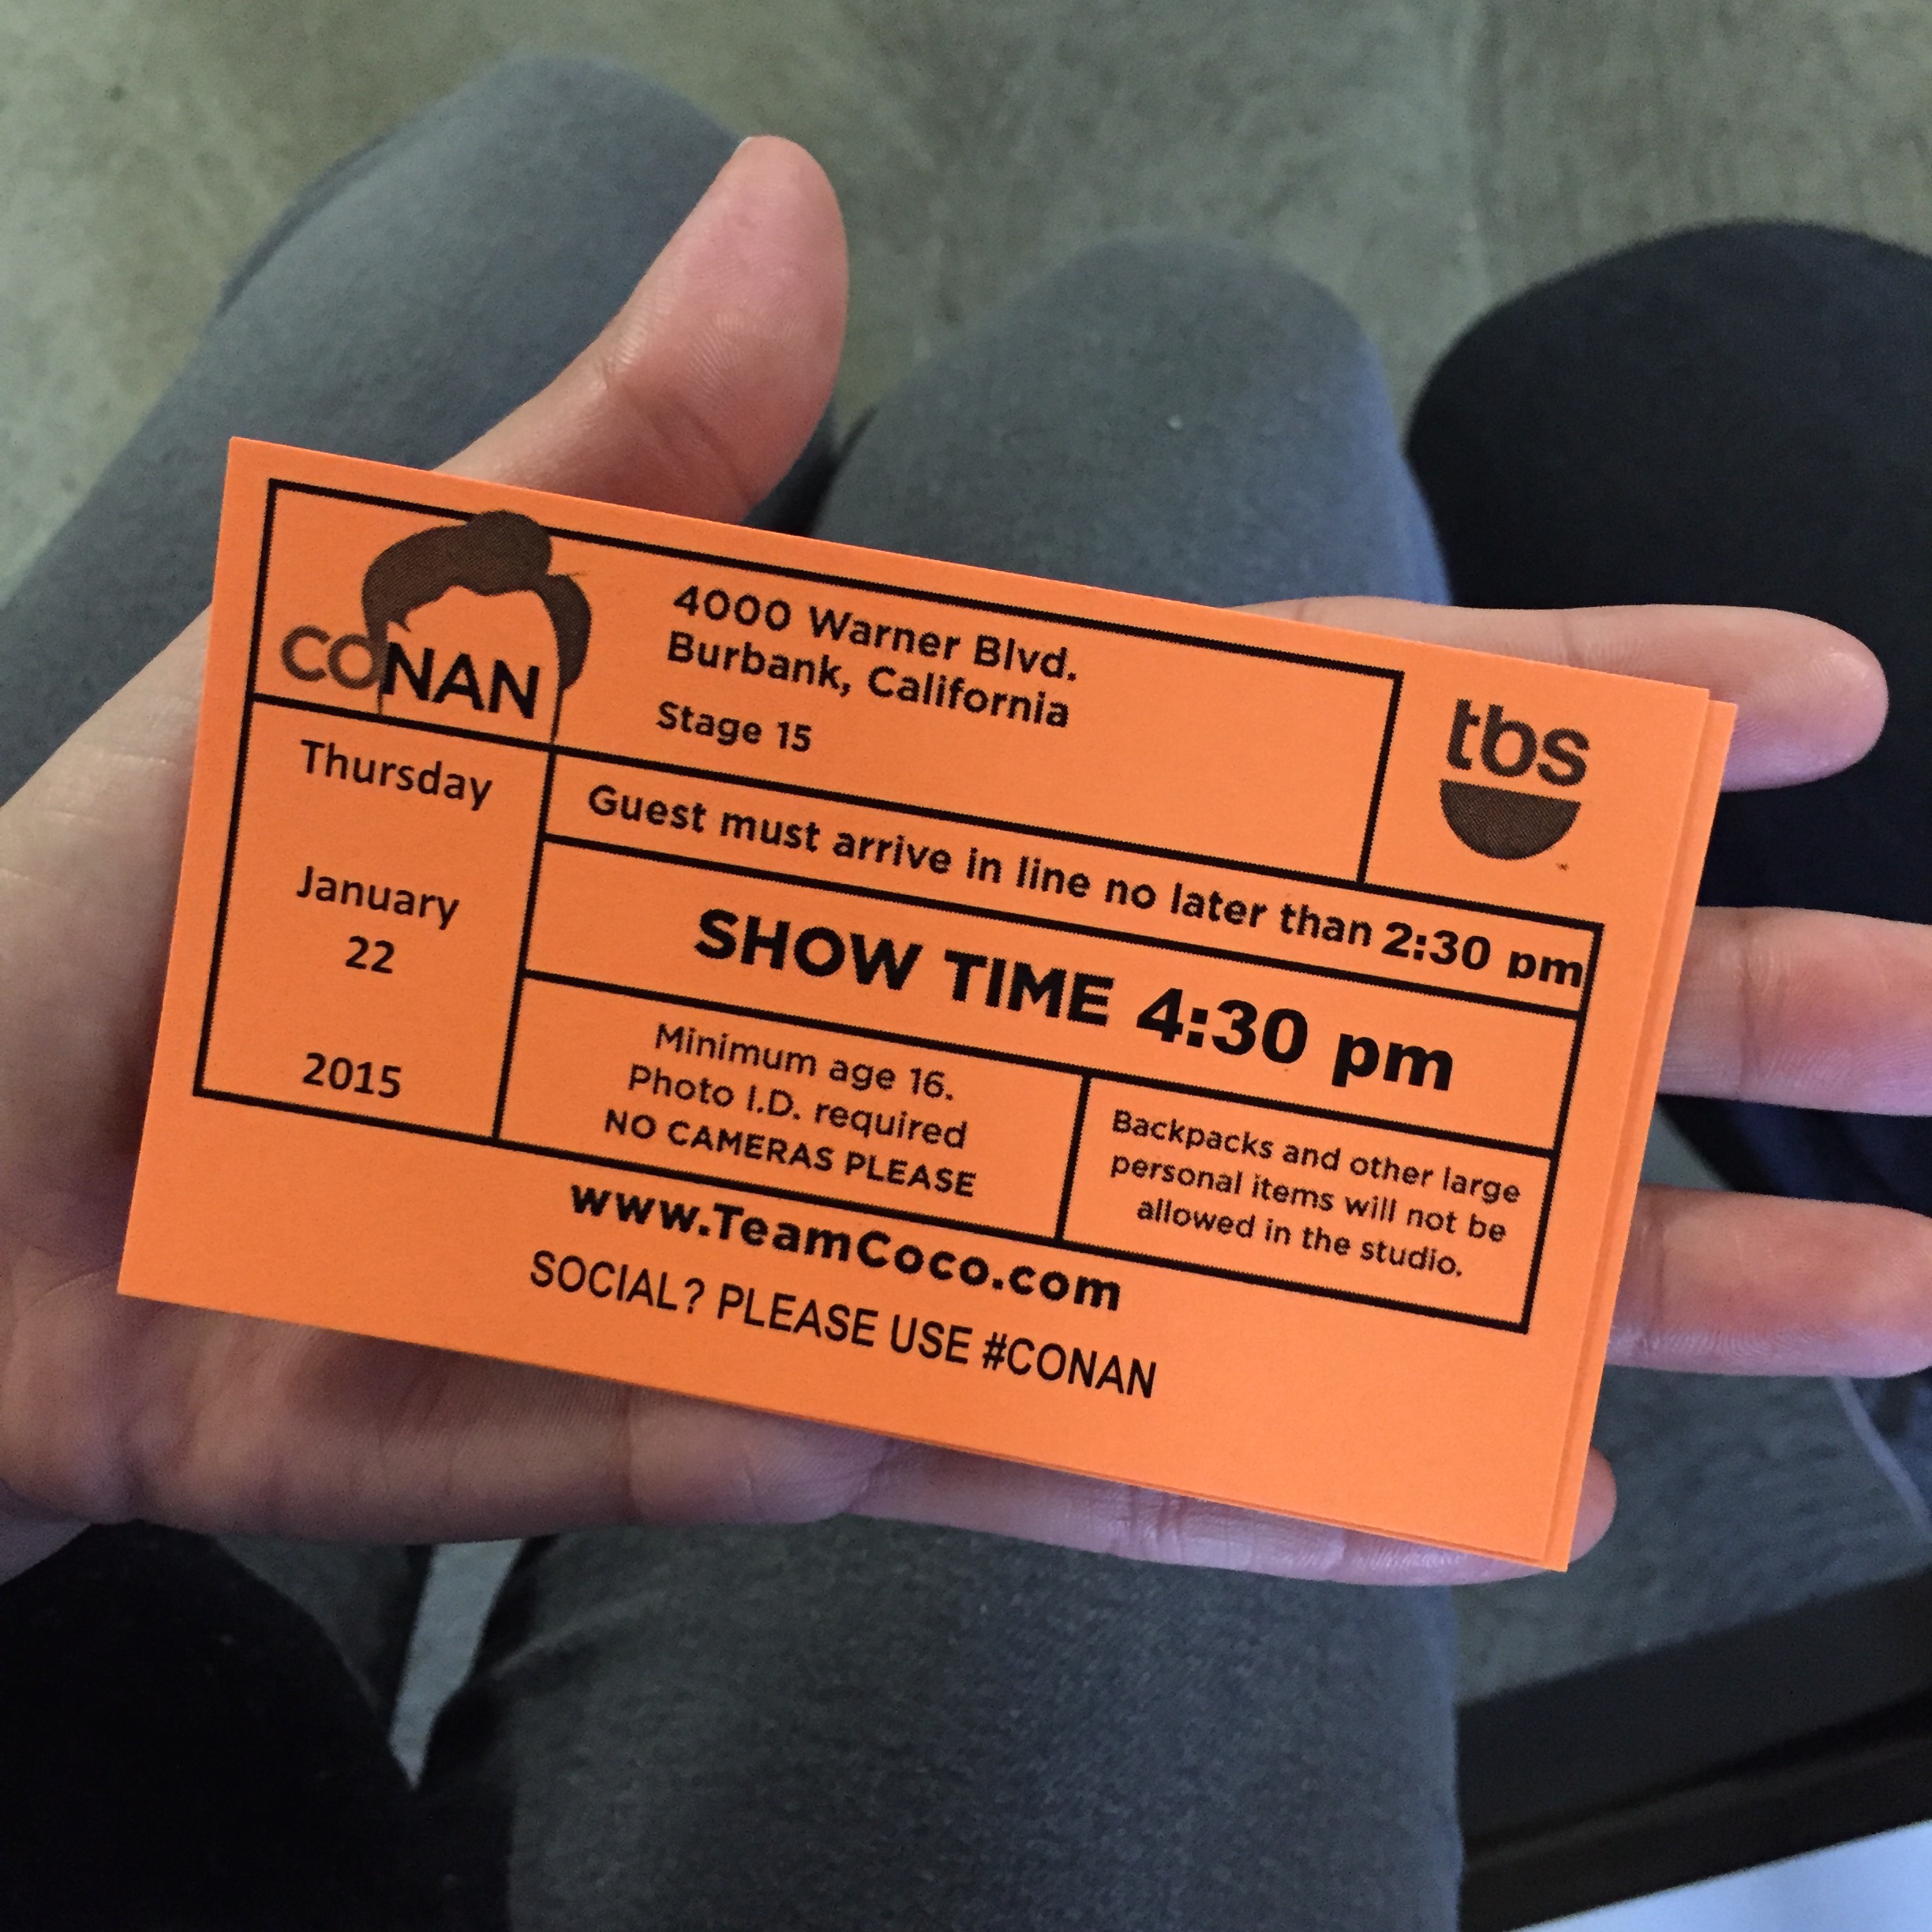 CONAN
4000 Warner Blvd.
Burbank, California
Stage 15
tbs
Thursday
January
22
2015
Guest must arrive in line no later than 2:30 pm
SHOW TIME 4:30 pm
Minimum age 16.
Photo I.D. required
NO CAMERAS PLEASE
Backpacks and other large
personal items will not be
allowed in the studio.
www.TeamCoco.com
SOCIAL? PLEASE USE #CONAN